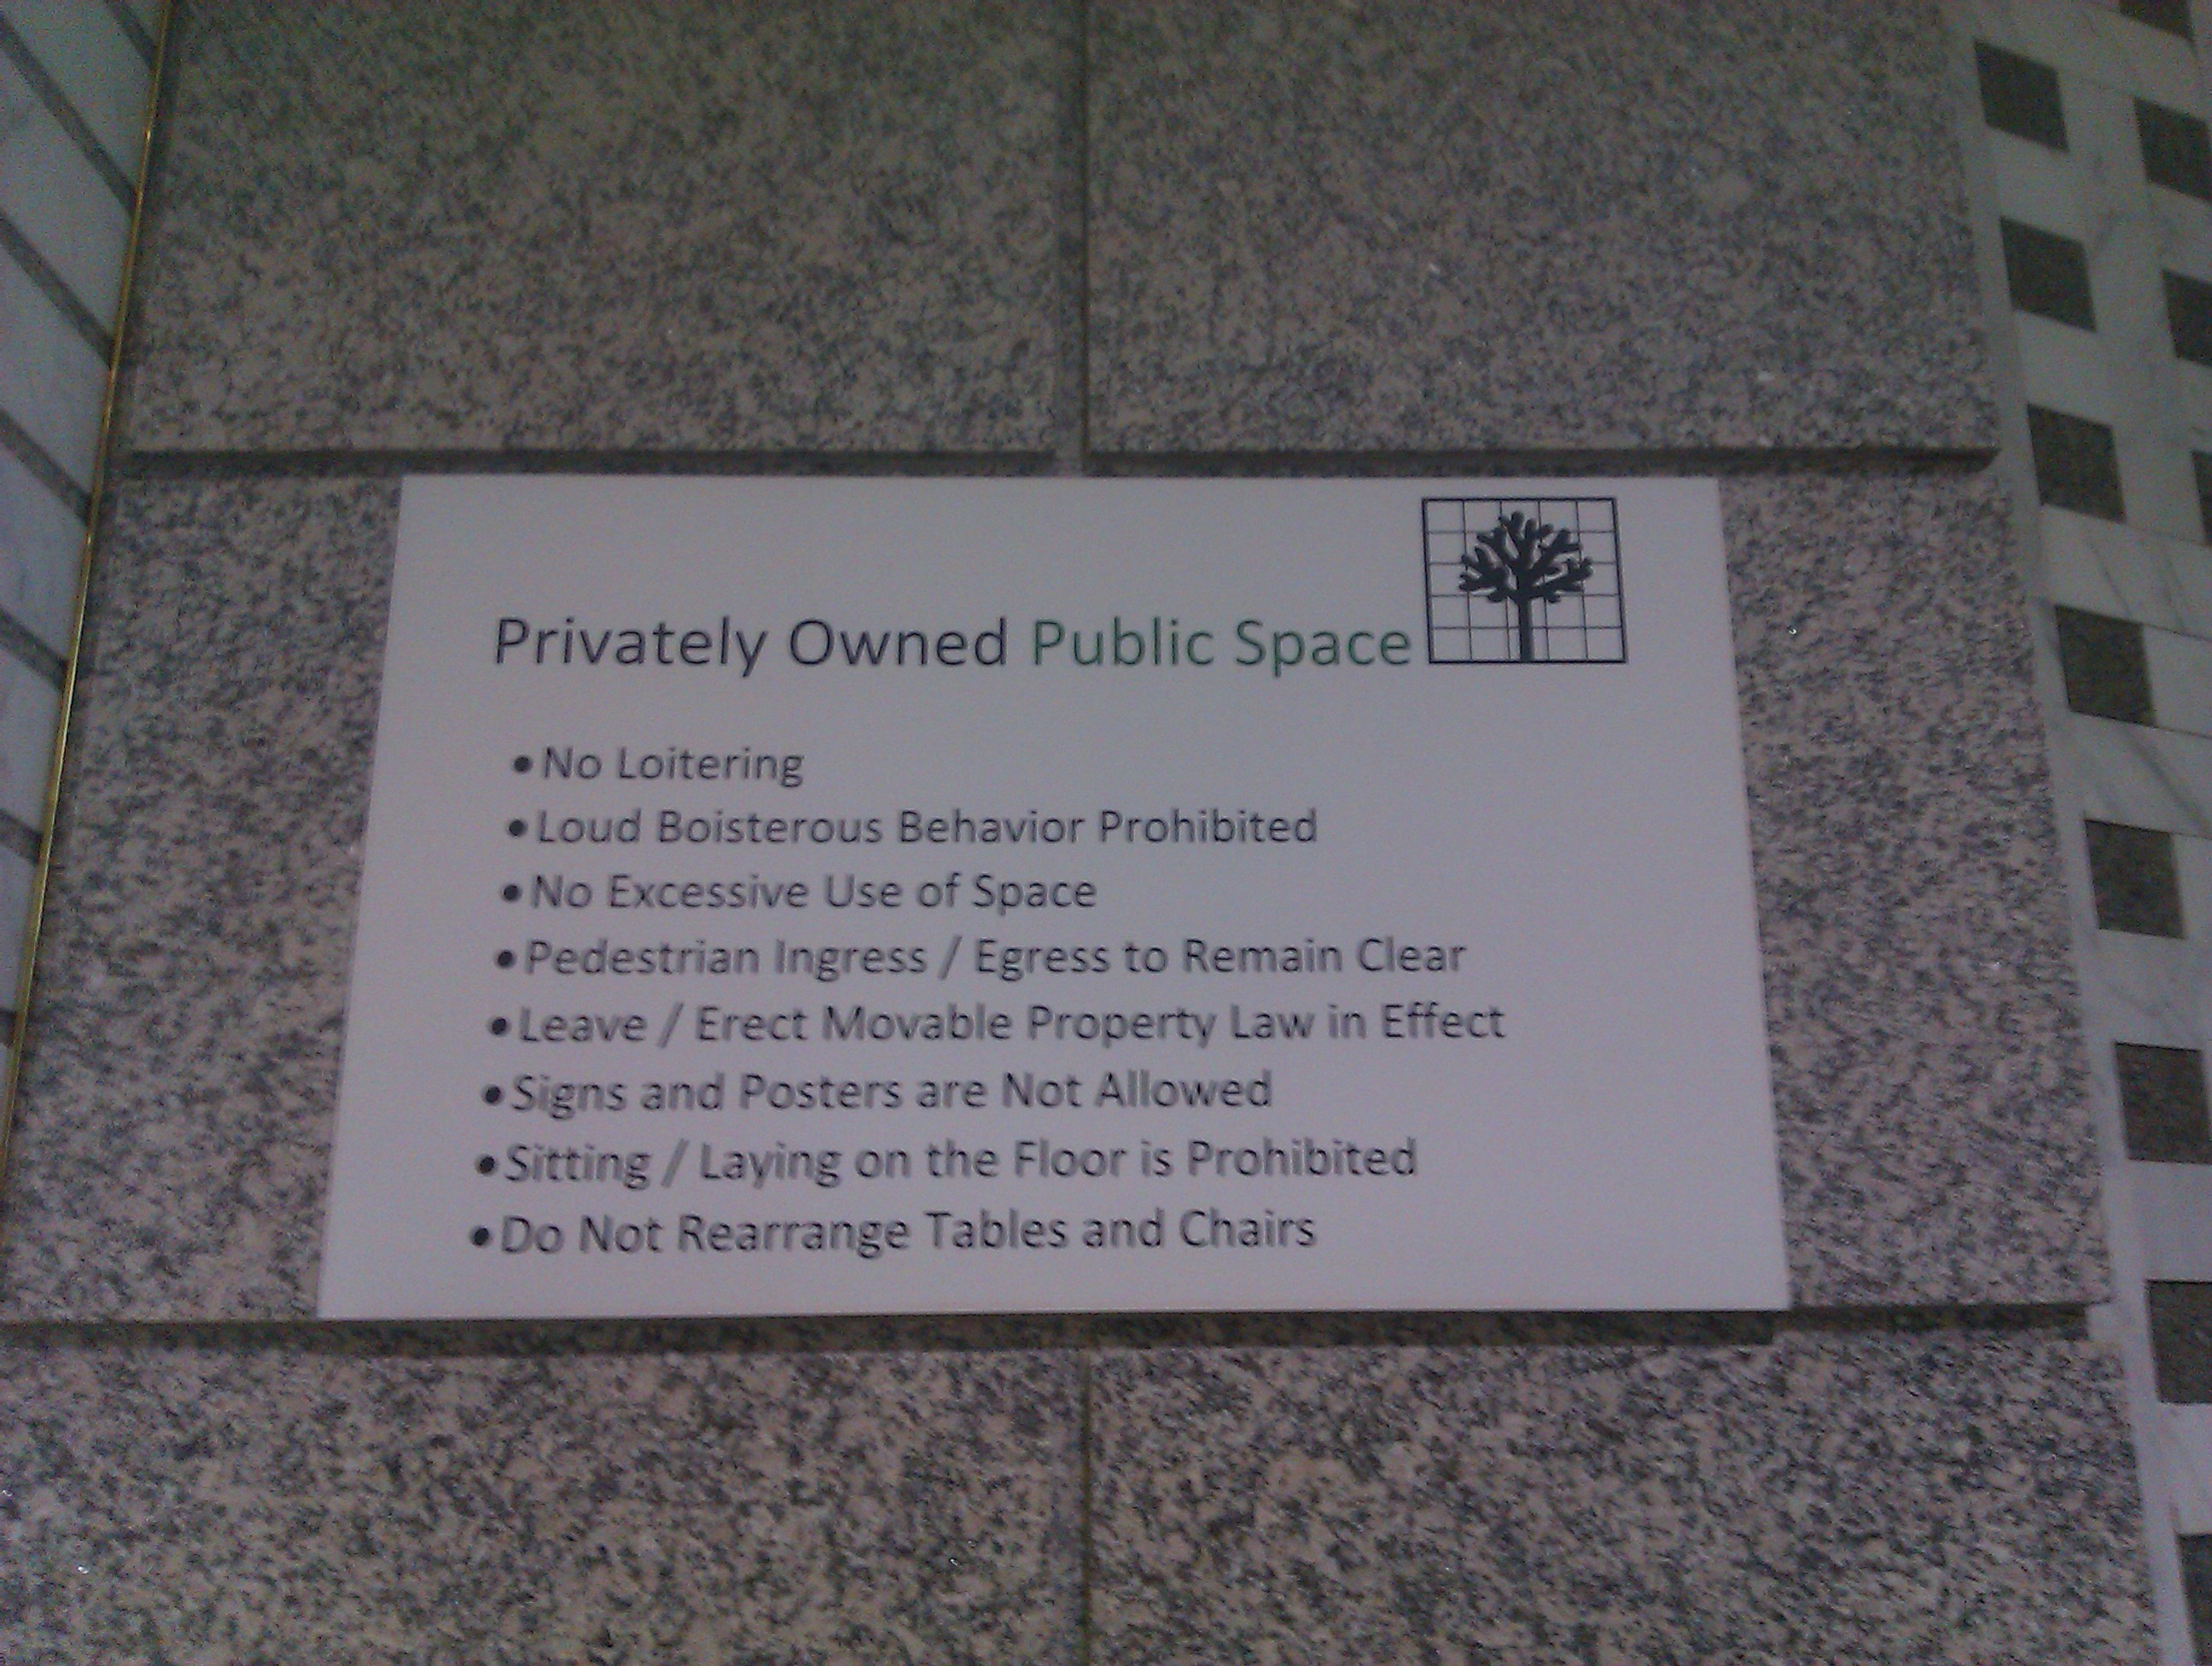 Privately Owned Public Space
• No Loitering
• Loud Boisterous Behavior Prohibited
• No Excessive Use of Space
• Pedestrian Ingress / Egress to Remain Clear
• Leave / Erect Movable Property Law in Effect
• Signs and Posters are Not Allowed
• Sitting / Laying on the Floor is Prohibited
• Do Not Rearrange Tables and Chairs